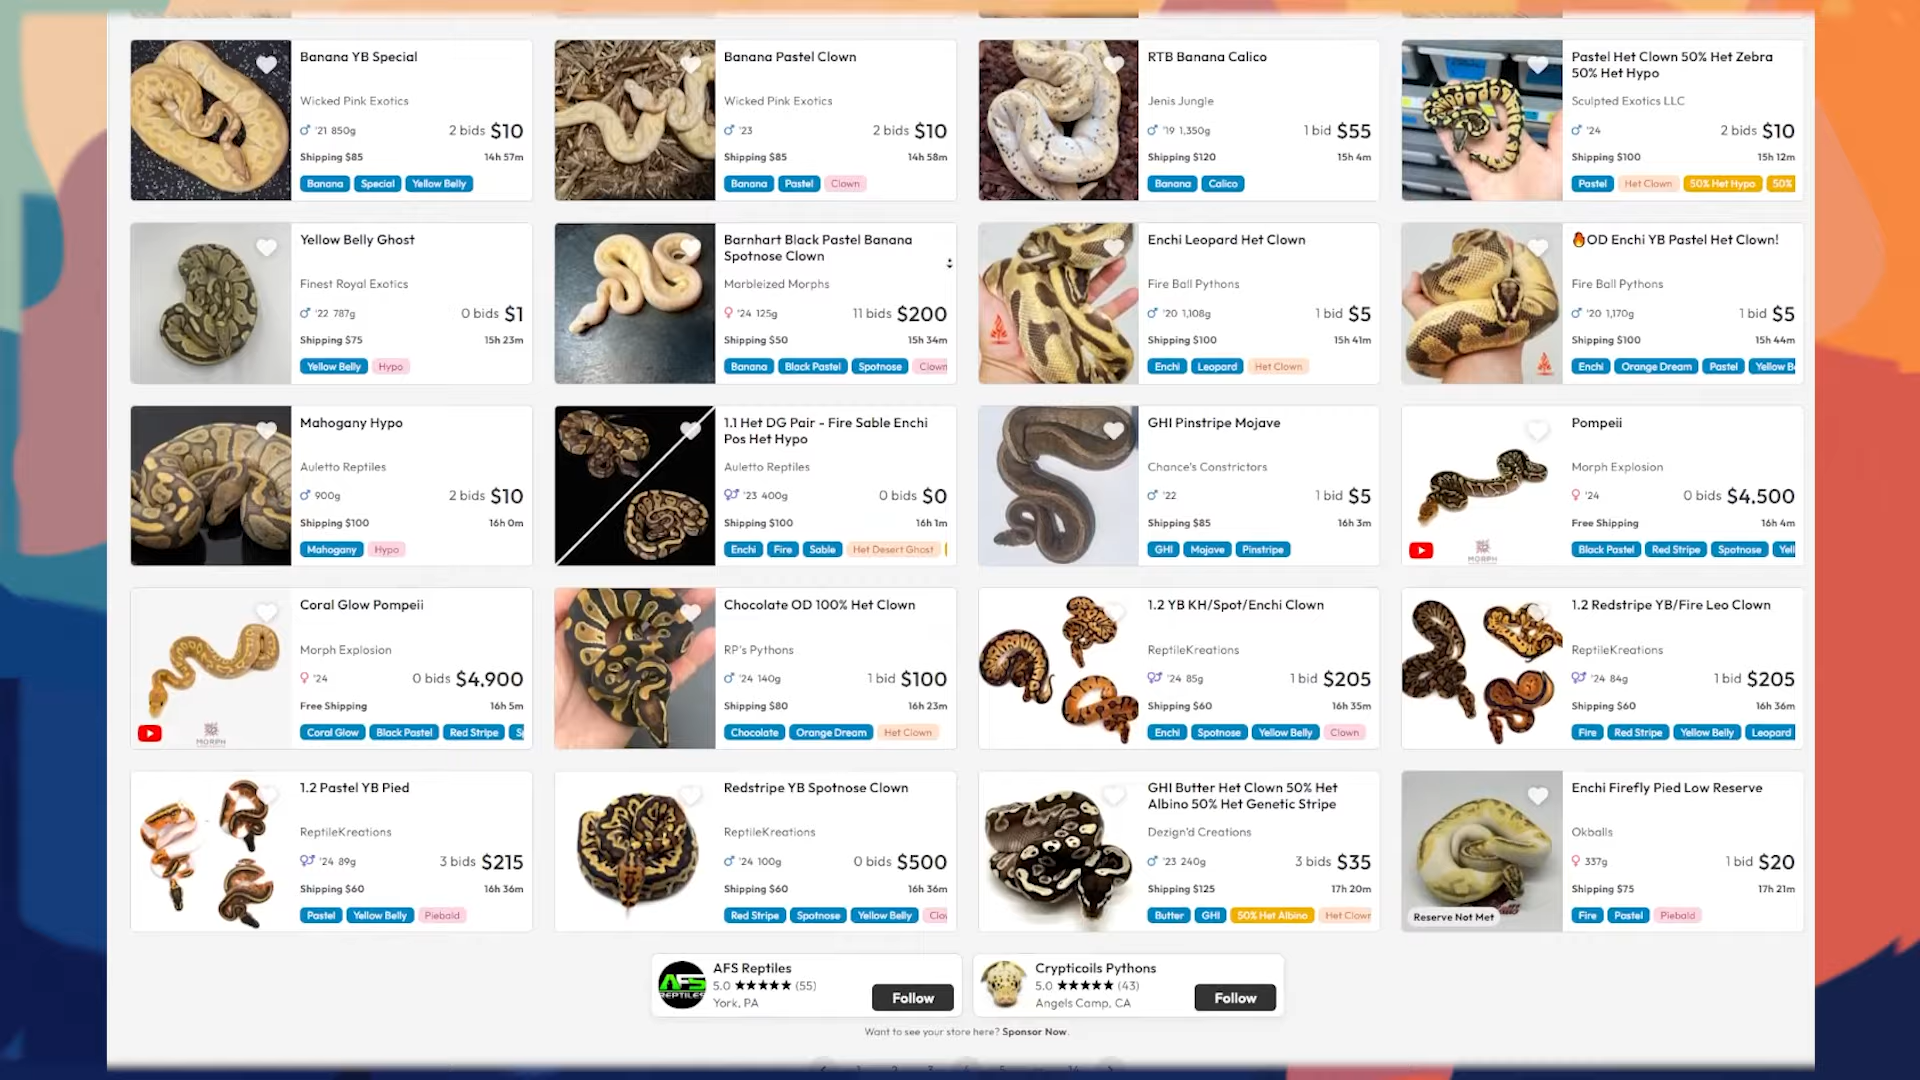 Banana YB Special
Wicked Pink Exotics
'21 850g 2 bids $10
Shipping $85 14h 57m
Banana Special Yellow Belly
Banana Pastel Clown
Wicked Pink Exotics
'23 2 bids $10
Shipping $85 14h 58m
Banana Pastel Clown
RTB Banana Calico
Jenis Jungle
'19 1,350g 1 bid $55
Shipping $120 15h 4m
Banana Calico
Pastel Het Clown 50% Het Zebra
50% Het Hypo
Sculpted Exotics LLC
'24 2 bids $10
Shipping $100 15h 12m
Pastel Het Clown 50% Het Hypo 50%
Yellow Belly Ghost
Finest Royal Exotics
'22 787g 0 bids $1
Shipping $75 15h 23m
Yellow Belly Hypo
Barnhart Black Pastel Banana
Spotnose Clown
Marbleized Morphs
'24 125g 11 bids $200
Shipping $50 15h 34m
Banana Black Pastel Spotnose Clown
Enchi Leopard Het Clown
Fire Ball Pythons
'20 1,108g 1 bid $5
Shipping $100 15h 41m
Enchi Leopard Het Clown
🔥OD Enchi YB Pastel Het Clown!
Fire Ball Pythons
'20 1,170g 1 bid $5
Shipping $100 15h 44m
Enchi Orange Dream Pastel Yellow B
Mahogany Hypo
Auletto Reptiles
900g 2 bids $10
Shipping $100 16h 0m
Mahogany Hypo
1.1 Het DG Pair - Fire Sable Enchi
Pos Het Hypo
Auletto Reptiles
'23 400g 0 bids $0
Shipping $100 16h 1m
Enchi Fire Sable Het Desert Ghost
GHI Pinstripe Mojave
Chance's Constrictors
'22 1 bid $5
Shipping $85 16h 3m
GHI Mojave Pinstripe
MORPH
Pompeii
Morph Explosion
'24 0 bids $4,500
Free Shipping 16h 4m
Black Pastel Red Stripe Spotnose Yell
MORPH
Coral Glow Pompeii
Morph Explosion
'24 0 bids $4,900
Free Shipping 16h 5m
Coral Glow Black Pastel Red Stripe Sp
Chocolate OD 100% Het Clown
RP's Pythons
'24 140g 1 bid $100
Shipping $80 16h 23m
Chocolate Orange Dream Het Clown
1.2 YB KH/Spot/Enchi Clown
ReptileKreations
'24 85g 1 bid $205
Shipping $60 16h 35m
Enchi Spotnose Yellow Belly Clown
1.2 Redstripe YB/Fire Leo Clown
ReptileKreations
'24 84g 1 bid $205
Shipping $60 16h 36m
Fire Red Stripe Yellow Belly Leopard
1.2 Pastel YB Pied
ReptileKreations
'24 89g 3 bids $215
Shipping $60 16h 36m
Pastel Yellow Belly Piebald
Redstripe YB Spotnose Clown
ReptileKreations
'24 100g 0 bids $500
Shipping $60 16h 36m
Red Stripe Spotnose Yellow Belly Clo
GHI Butter Het Clown 50% Het
Albino 50% Het Genetic Stripe
Dezign'd Creations
'23 240g 3 bids $35
Shipping $125 17h 20m
Butter GHI 50% Het Albino Het Clown
Reserve Not Met
Enchi Firefly Pied Low Reserve
Okballs
337g 1 bid $20
Shipping $75 17h 21m
Fire Pastel Piebald
AFS
REPTILES
AFS Reptiles
5.0 ★★★★★ (55)
York, PA
Follow
Crypticoils Pythons
5.0 ★★★★★ (43)
Angels Camp, CA
Follow
Want to see your store here? Sponsor Now.